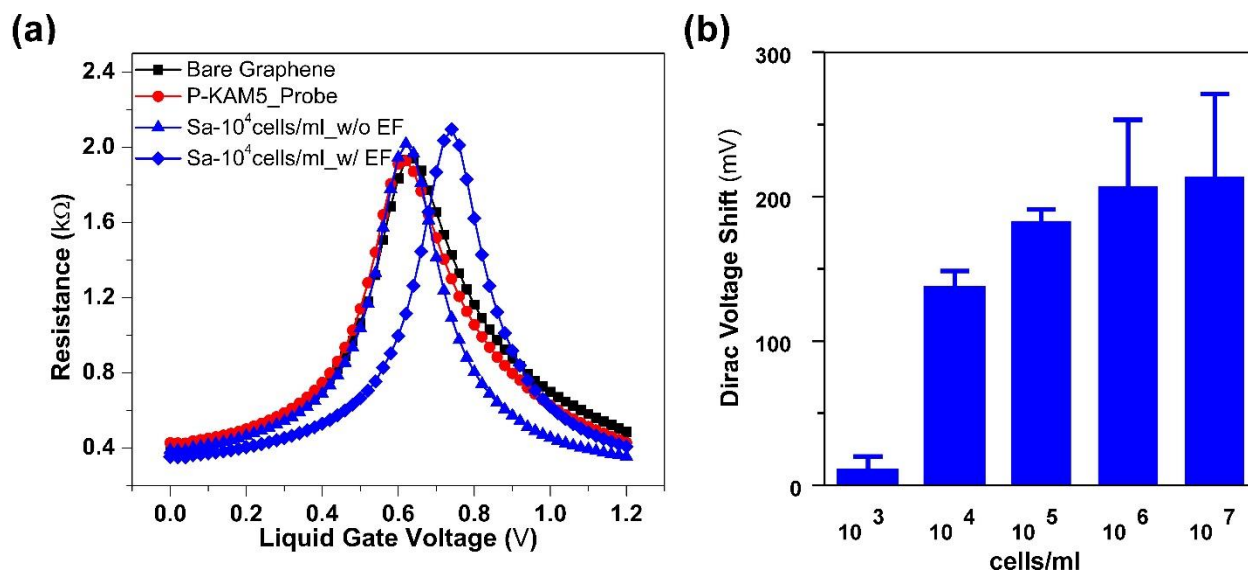 (a)
2.4
2.0
1.6
1.2
0.8
0.4
Resistance (kΩ)
Bare Graphene
P-KAM5_Probe
Sa-10⁴cells/ml_w/o EF
Sa-10⁴cells/ml_w/ EF
0.0 0.2 0.4 0.6 0.8 1.0 1.2
Liquid Gate Voltage (V)
(b)
300
200
100
0
Dirac Voltage Shift (mV)
10 3 10 4 10 5 10 6 10 7
cells/ml